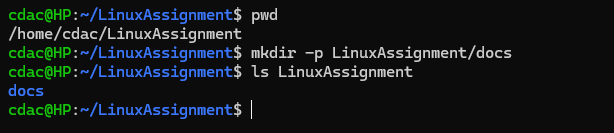 cdac@HP:~/LinuxAssignment$ pwd
/home/cdac/LinuxAssignment
cdac@HP:~/LinuxAssignment$ mkdir -p LinuxAssignment/docs
cdac@HP:~/LinuxAssignment$ ls LinuxAssignment
docs
cdac@HP:~/LinuxAssignment$